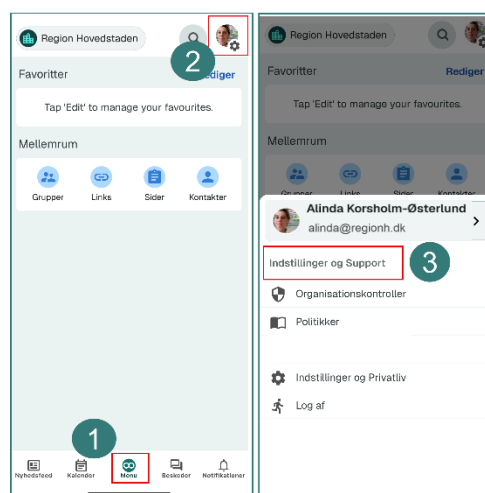 Region Hovedstaden
2
Favoritter
Rediger
Tap 'Edit' to manage your favourites.
Mellemrum
Grupper Links Sider Kontakter
1
Nyhedsfeed Kalender Menu Beskeder Notifikationer
Region Hovedstaden
Favoritter Rediger
Tap 'Edit' to manage your favourites.
Mellemrum
Grupper Links Sider Kontakter
Alinda Korsholm-Østerlund
alinda@regionh.dk
Indstillinger og Support
3
Organisationskontroller
Politikker
Indstillinger og Privatliv
Log af